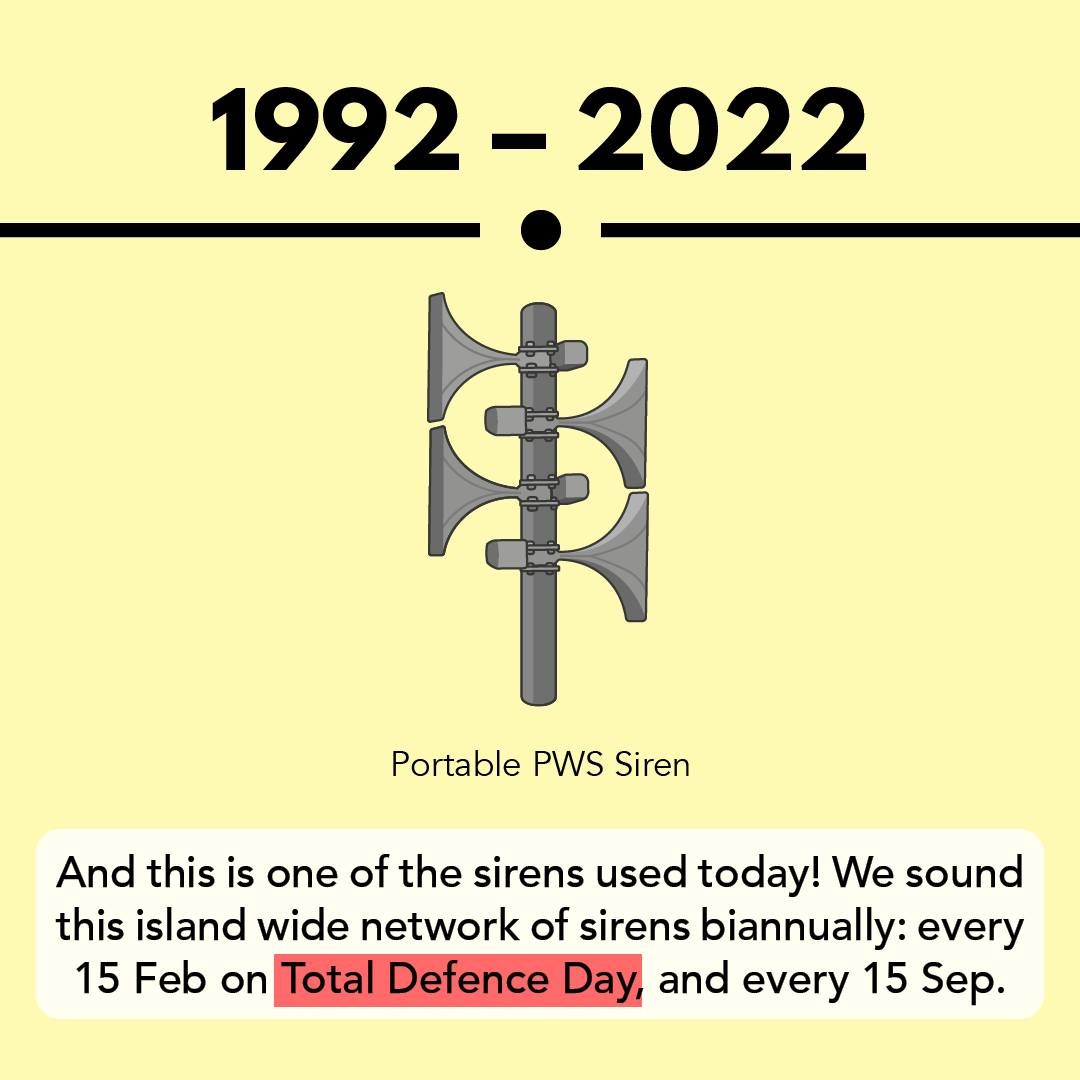 1992 – 2022
Portable PWS Siren
And this is one of the sirens used today! We sound
this island wide network of sirens biannually: every
15 Feb on Total Defence Day, and every 15 Sep.